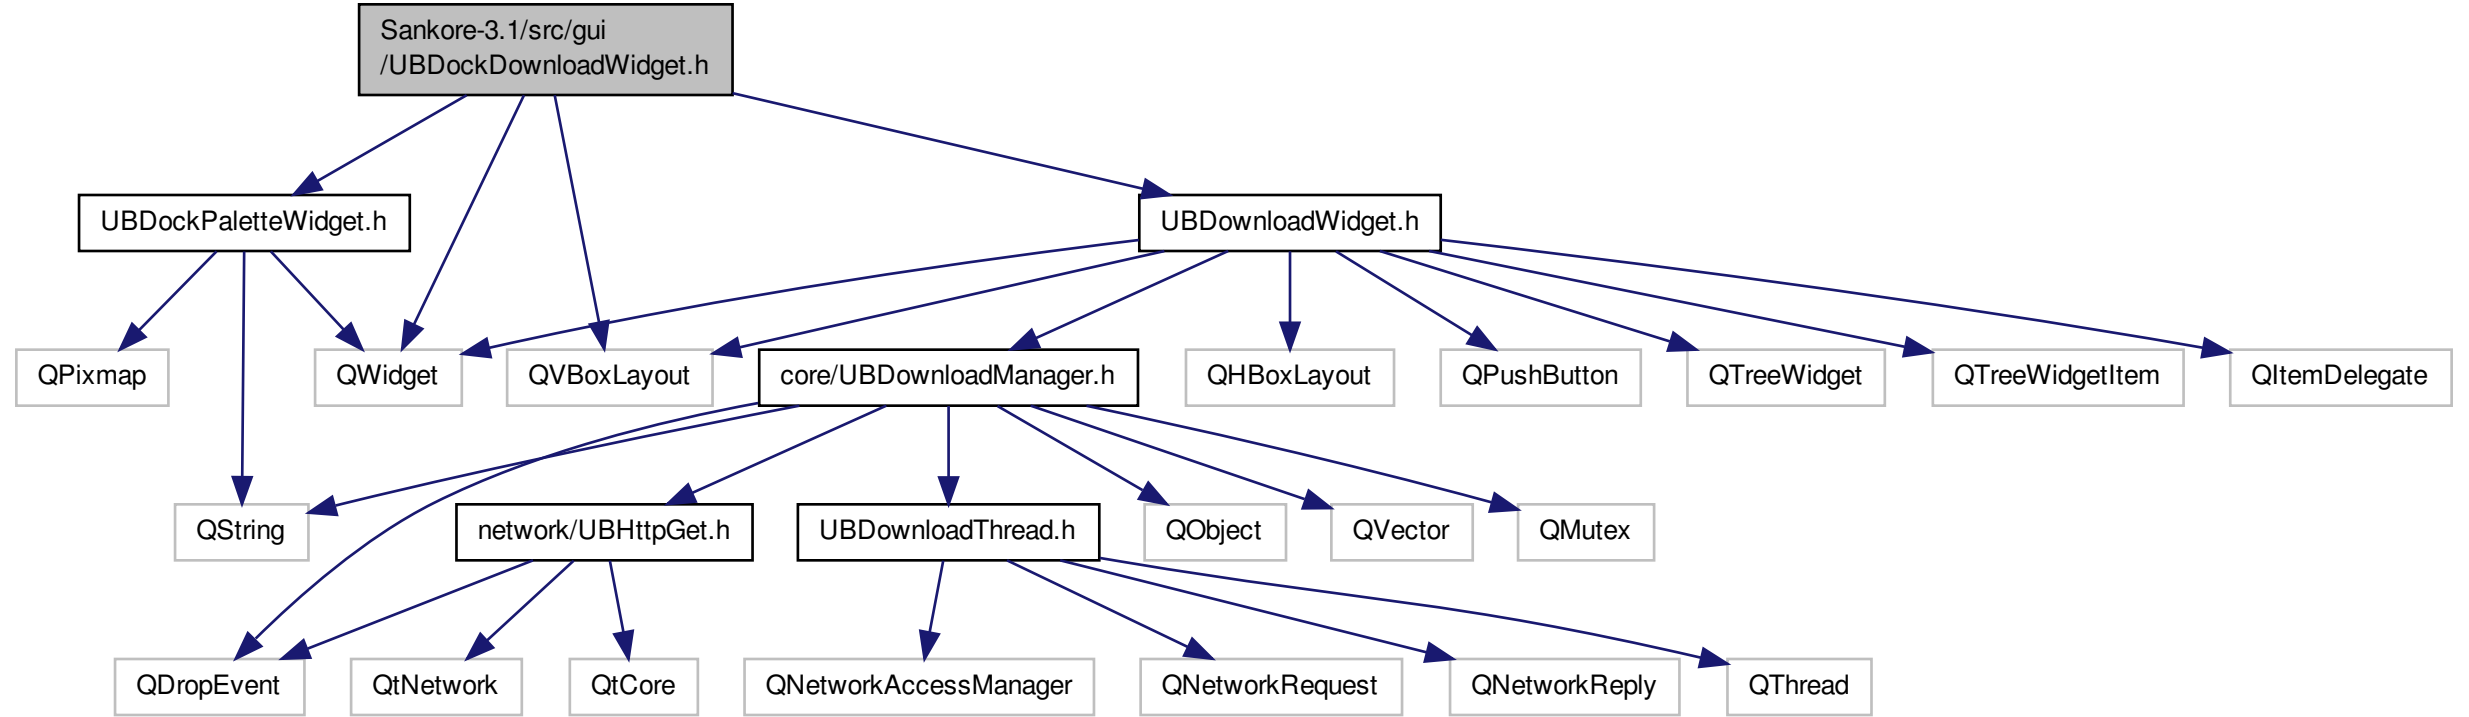 Sankore-3.1/src/gui
/UBDockDownloadWidget.h
UBDockPaletteWidget.h
UBDownloadWidget.h
QPixmap
QWidget
QVBoxLayout
core/UBDownloadManager.h
QHBoxLayout
QPushButton
QTreeWidget
QTreeWidgetItem
QItemDelegate
QString
network/UBHttpGet.h
UBDownloadThread.h
QObject
QVector
QMutex
QDropEvent
QtNetwork
QtCore
QNetworkAccessManager
QNetworkRequest
QNetworkReply
QThread